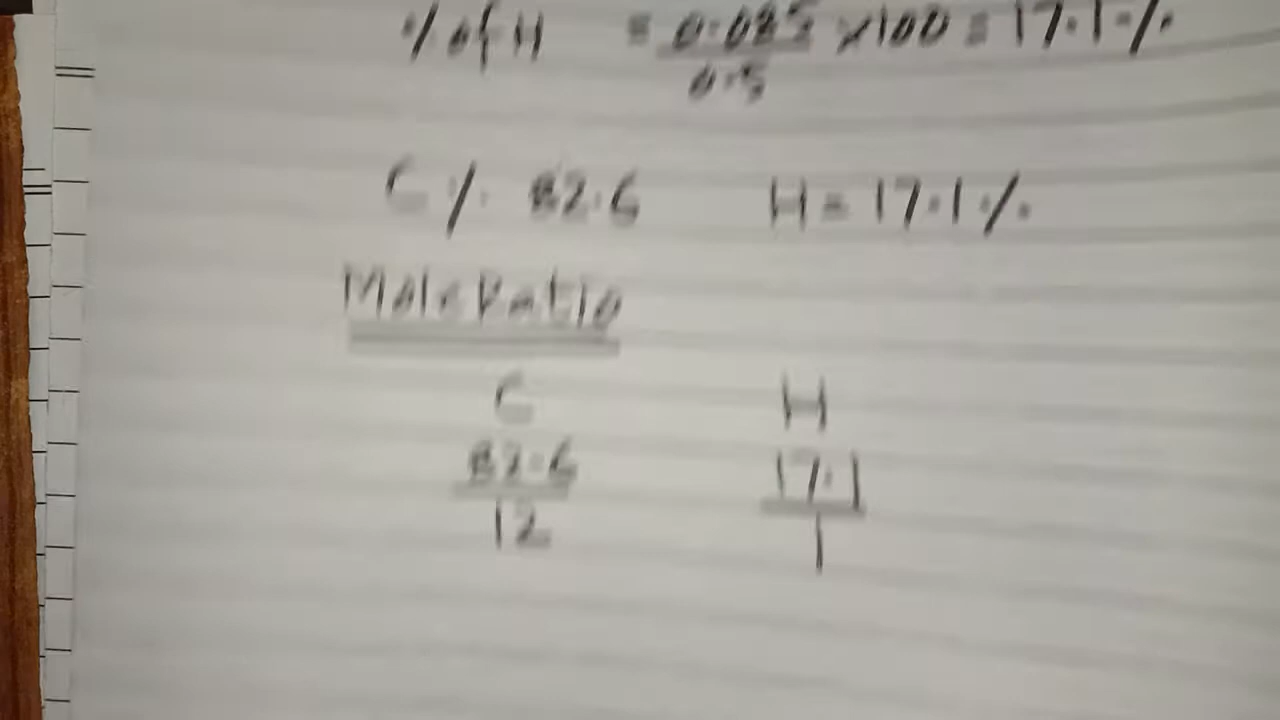 % of H = 0.085 x100 = 17.1%
0.5
C % 82.6 H = 17.1%
Mole Ratio
C H
82.6 17.1
12 1